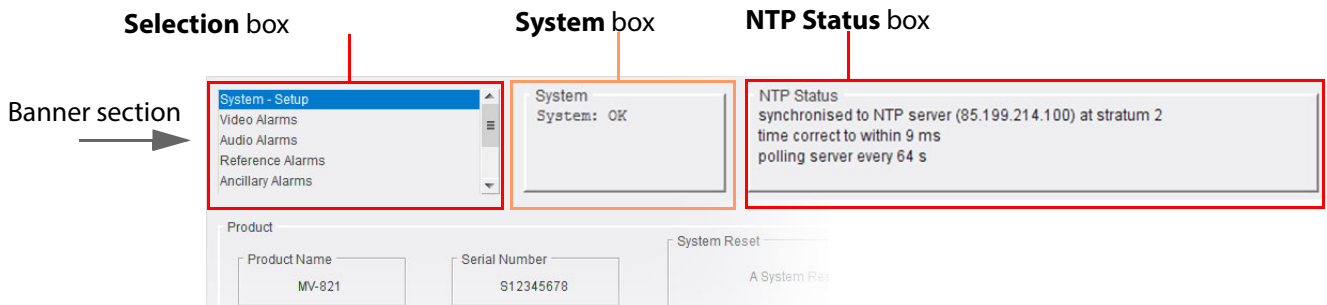 Selection box
System box
NTP Status box
Banner section
System - Setup
Video Alarms
Audio Alarms
Reference Alarms
Ancillary Alarms
System
System: OK
NTP Status
synchronised to NTP server (85.199.214.100) at stratum 2
time correct to within 9 ms
polling server every 64 s
Product
Product Name
MV-821
Serial Number
S12345678
System Reset
A System Res